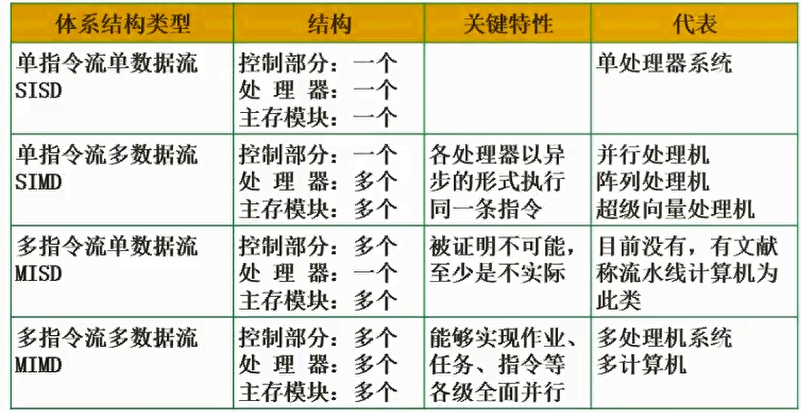 体系结构类型 结构 关键特性 代表
单指令流单数据流
SISD
控制部分：一个
处 理 器：一个
主存模块：一个
单处理器系统
单指令流多数据流
SIMD
控制部分：一个
处 理 器：多个
主存模块：多个
各处理器以异
步的形式执行
同一条指令
并行处理机
阵列处理机
超级向量处理机
多指令流单数据流
MISD
控制部分：多个
处 理 器：一个
主存模块：多个
被证明不可能，
至少是不实际
目前没有，有文献
称流水线计算机为
此类
多指令流多数据流
MIMD
控制部分：多个
处 理 器：多个
主存模块：多个
能够实现作业、
任务、指令等
各级全面并行
多处理机系统
多计算机